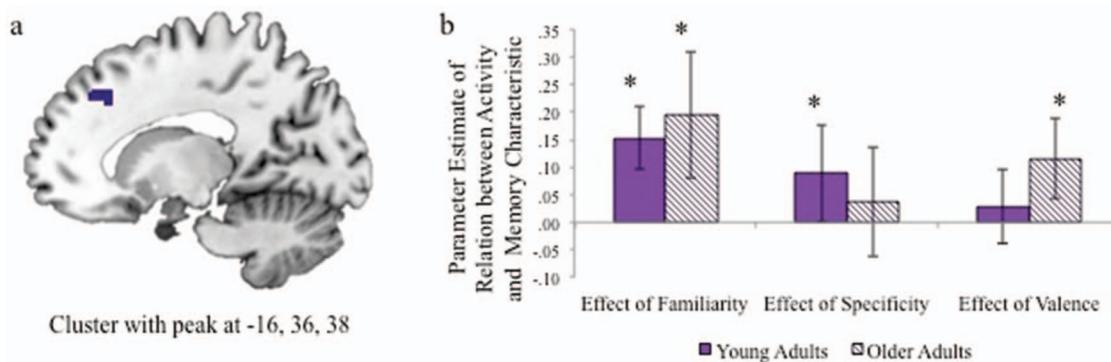 a
Cluster with peak at -16, 36, 38
b
Parameter Estimate of
Relation between Activity
and Memory Characteristic
.35
.30
.25
.20
.15
.10
.05
.00
-.05
-.10
*
*
*
*
Effect of Familiarity
Effect of Specificity
Effect of Valence
Young Adults
Older Adults